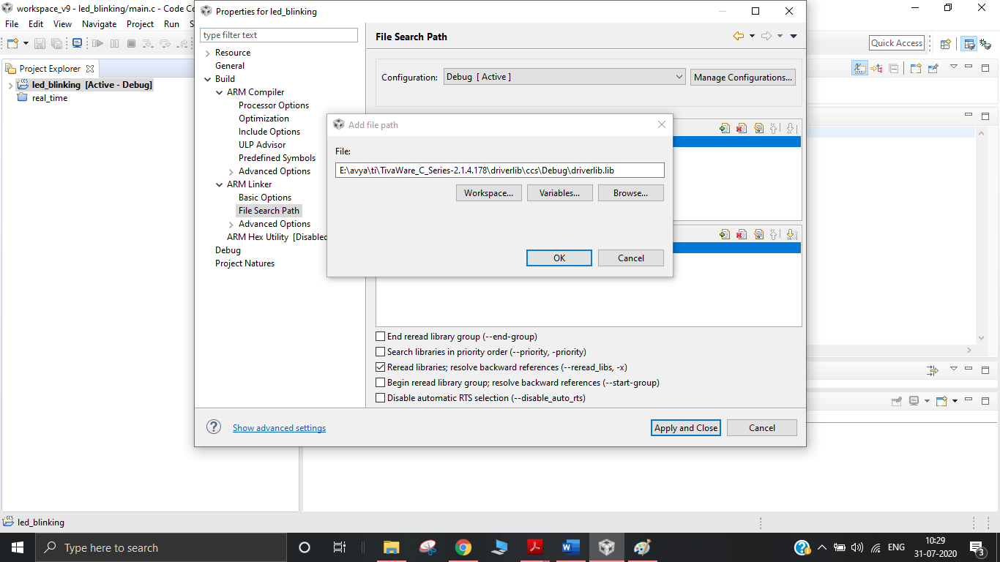 workspace_v9 - led_blinking/main.c - Code Co
File Edit View Navigate Project Run S
Quick Access
Project Explorer
led_blinking [Active - Debug]
real_time
Properties for led_blinking
type filter text
Resource
General
Build
ARM Compiler
Processor Options
Optimization
Include Options
ULP Advisor
Predefined Symbols
Advanced Options
ARM Linker
Basic Options
File Search Path
Advanced Options
ARM Hex Utility [Disabled
Debug
Project Natures
File Search Path
Configuration: Debug [ Active ] Manage Configurations...
Add file path
File:
E:\avya\ti\TivaWare_C_Series-2.1.4.178\driverlib\ccs\Debug\driverlib.lib
Workspace... Variables... Browse...
OK Cancel
End reread library group (--end-group)
Search libraries in priority order (--priority, -priority)
Reread libraries; resolve backward references (--reread_libs, -x)
Begin reread library group; resolve backward references (--start-group)
Disable automatic RTS selection (--disable_auto_rts)
Show advanced settings
Apply and Close Cancel
led_blinking
Type here to search
ENG
10:29
31-07-2020
3